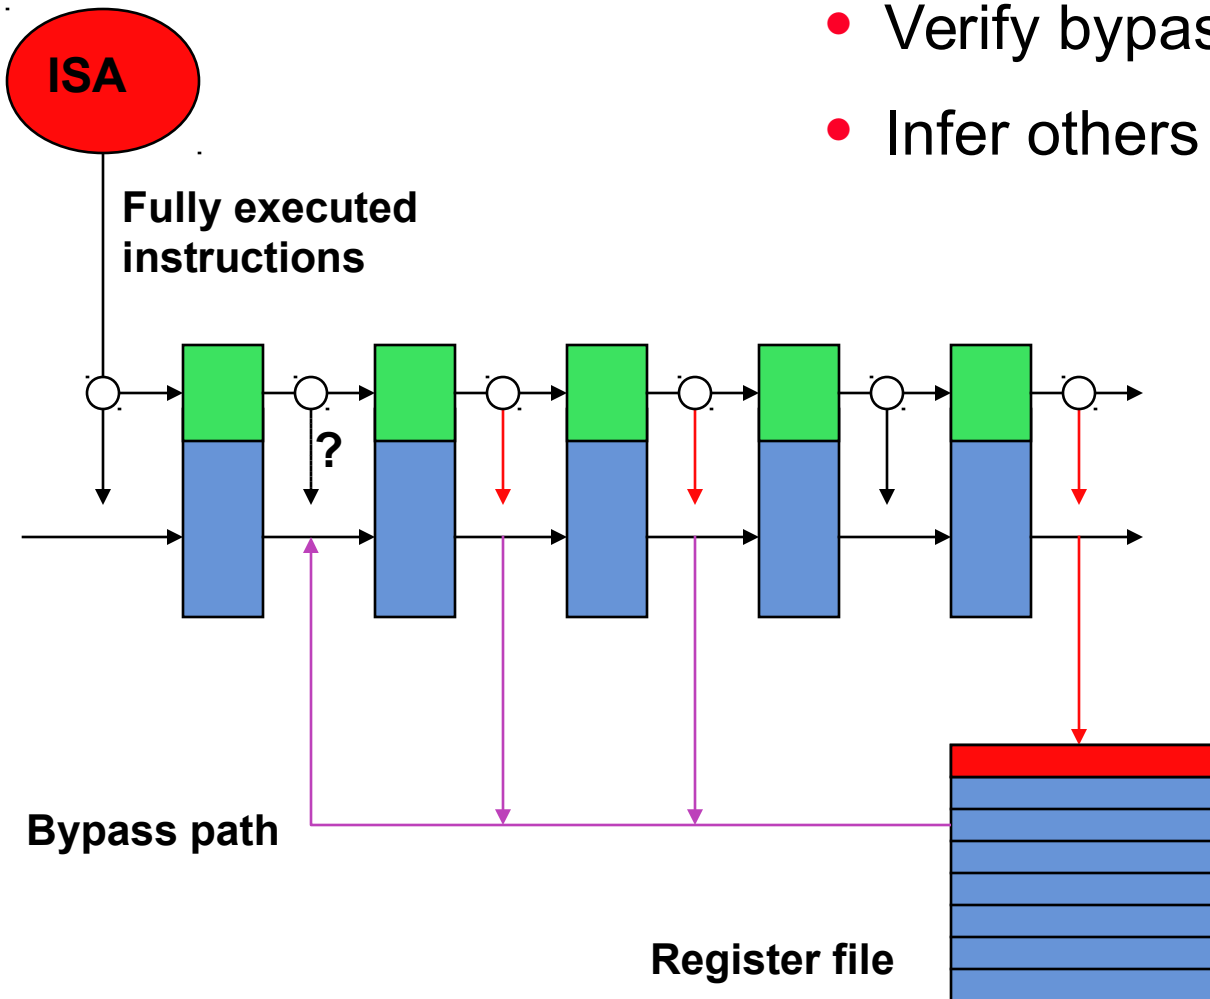 • Verify bypas
ISA
• Infer others
Fully executed
instructions
?
Bypass path
Register file